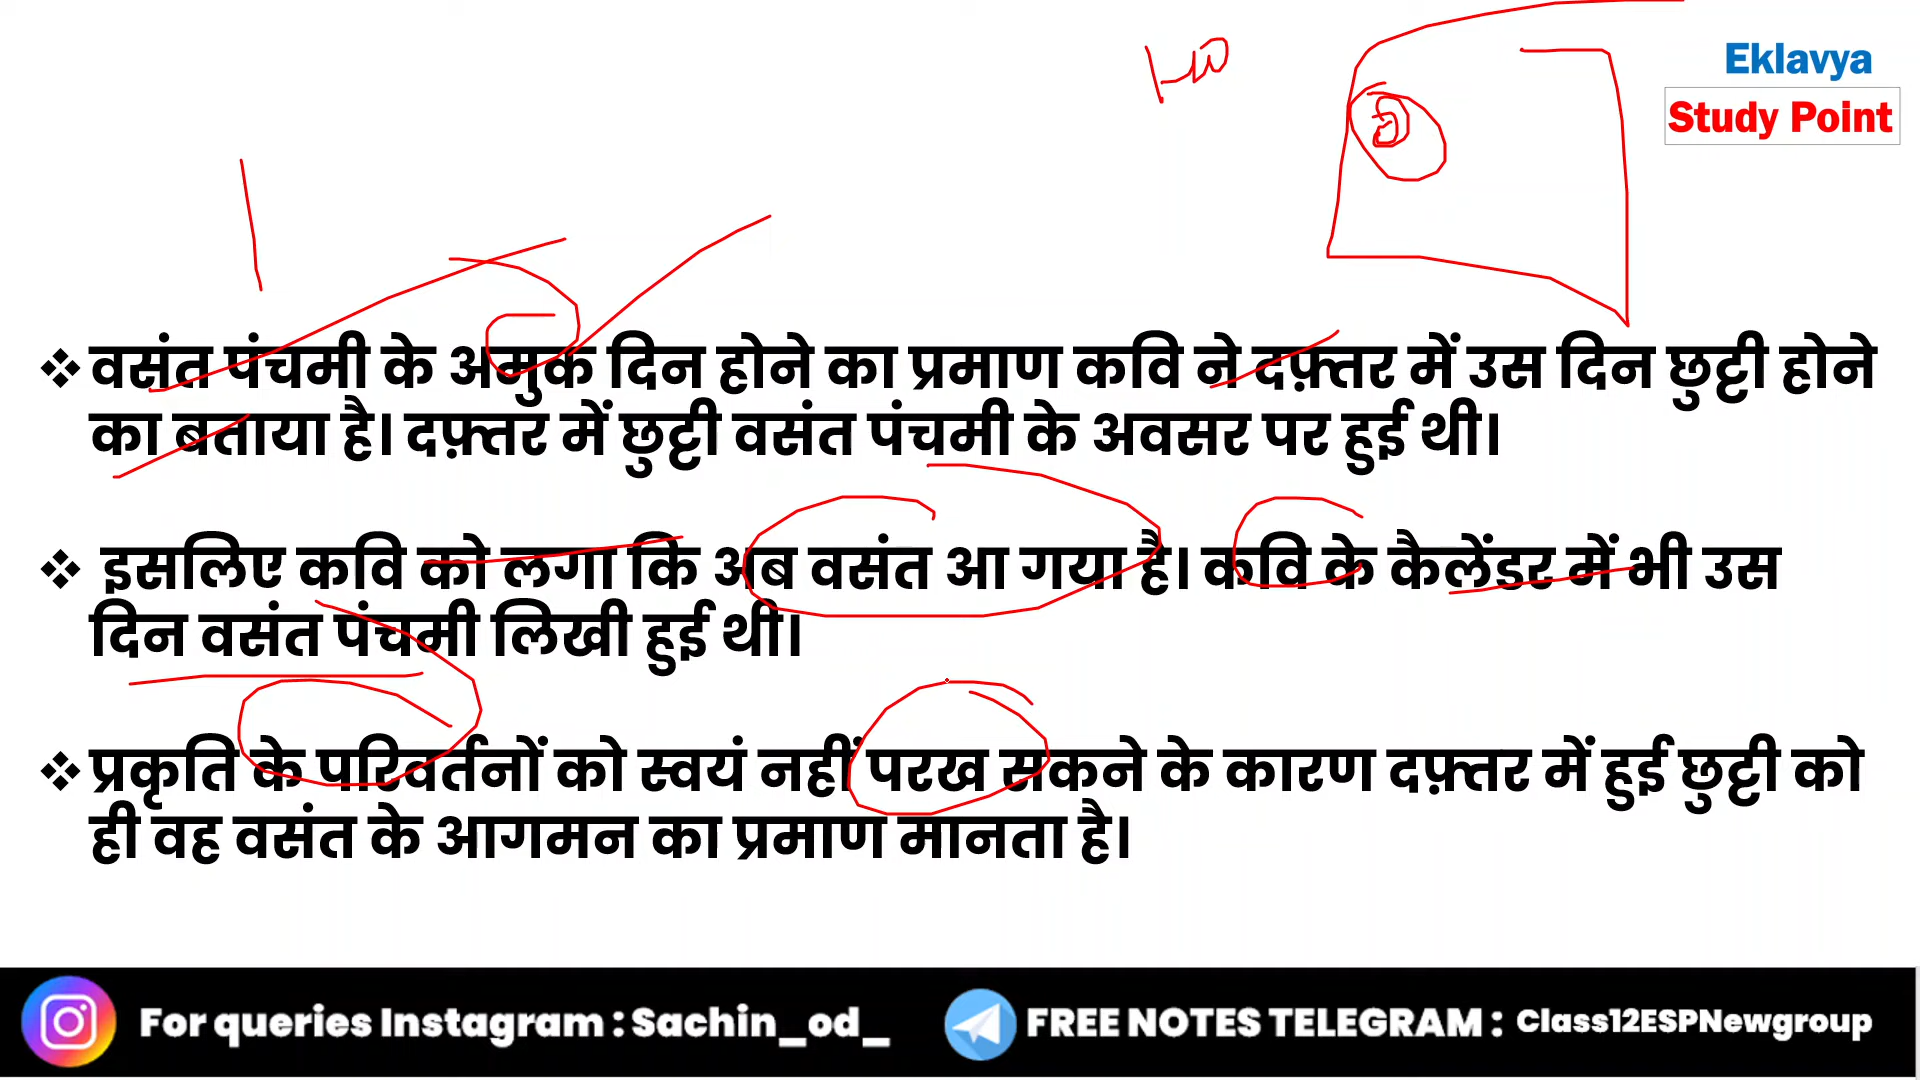 Eklavya
Study Point
❖ वसंत पंचमी के अमुक दिन होने का प्रमाण कवि ने दफ़्तर में उस दिन छुट्टी होने
का बताया है। दफ़्तर में छुट्टी वसंत पंचमी के अवसर पर हुई थी।
❖ इसलिए कवि को लगा कि अब वसंत आ गया है। कवि के कैलेंडर में भी उस
दिन वसंत पंचमी लिखी हुई थी।
❖ प्रकृति के परिवर्तनों को स्वयं नहीं परख सकने के कारण दफ़्तर में हुई छुट्टी को
ही वह वसंत के आगमन का प्रमाण मानता है।
For queries Instagram : Sachin_od_ FREE NOTES TELEGRAM : Class12ESPNewgroup